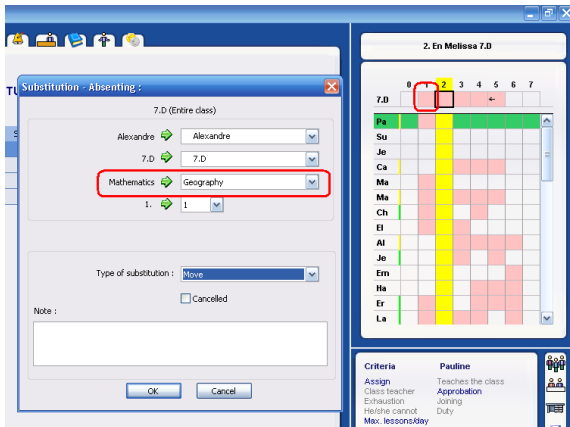 2. En Melissa 7.D
TU
Substitution - Absenting :
7.D (Entire class)
Alexandre Alexandre
7.D 7.D
Mathematics Geography
1. 1
Type of substitution : Move
Cancelled
Note :
OK Cancel
0 1 2 3 4 5 6 7
7.D
Pa
Su
Je
Ca
Ma
Ma
Ch
El
Al
Je
Em
Ha
Er
La
Criteria Pauline
Assign Teaches the class
Class teacher Approbation
Exhaustion Joining
He/she cannot Duty
Max. lessons/day